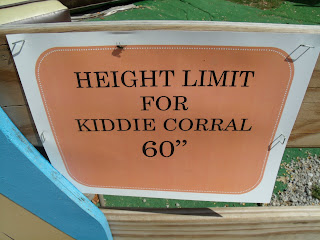 HEIGHT LIMIT
FOR
KIDDIE CORRAL
60”